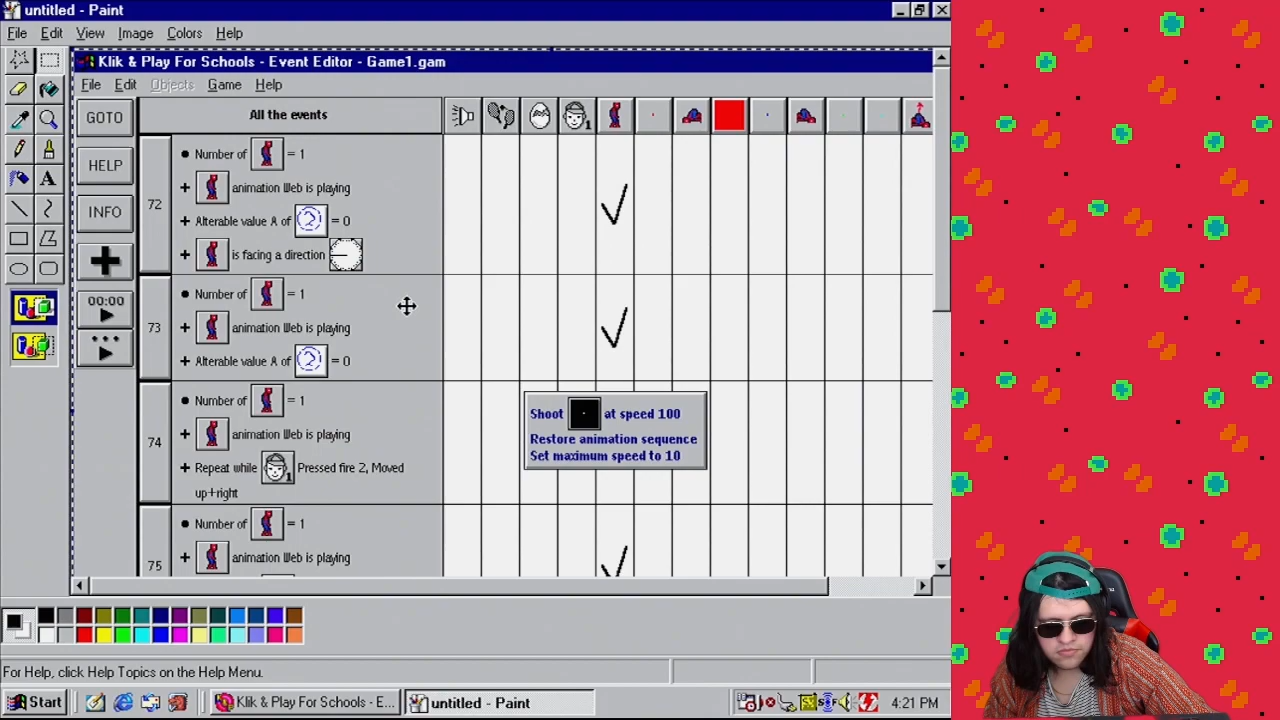 untitled - Paint
File Edit View Image Colors Help
Klik & Play For Schools - Event Editor - Game1.gam
File Edit Objects Game Help
GOTO
All the events
HELP
INFO
00:00
72
Number of = 1
+ animation Web is playing
+ Alterable value A of 2 = 0
+ is facing a direction
73
Number of = 1
+ animation Web is playing
+ Alterable value A of 2 = 0
74
Number of = 1
+ animation Web is playing
+ Repeat while 1 Pressed fire 2, Moved
up+right
Shoot at speed 100
Restore animation sequence
Set maximum speed to 10
75
Number of = 1
+ animation Web is playing
For Help, click Help Topics on the Help Menu.
Start
Klik & Play For Schools - E...
untitled - Paint
4:21 PM